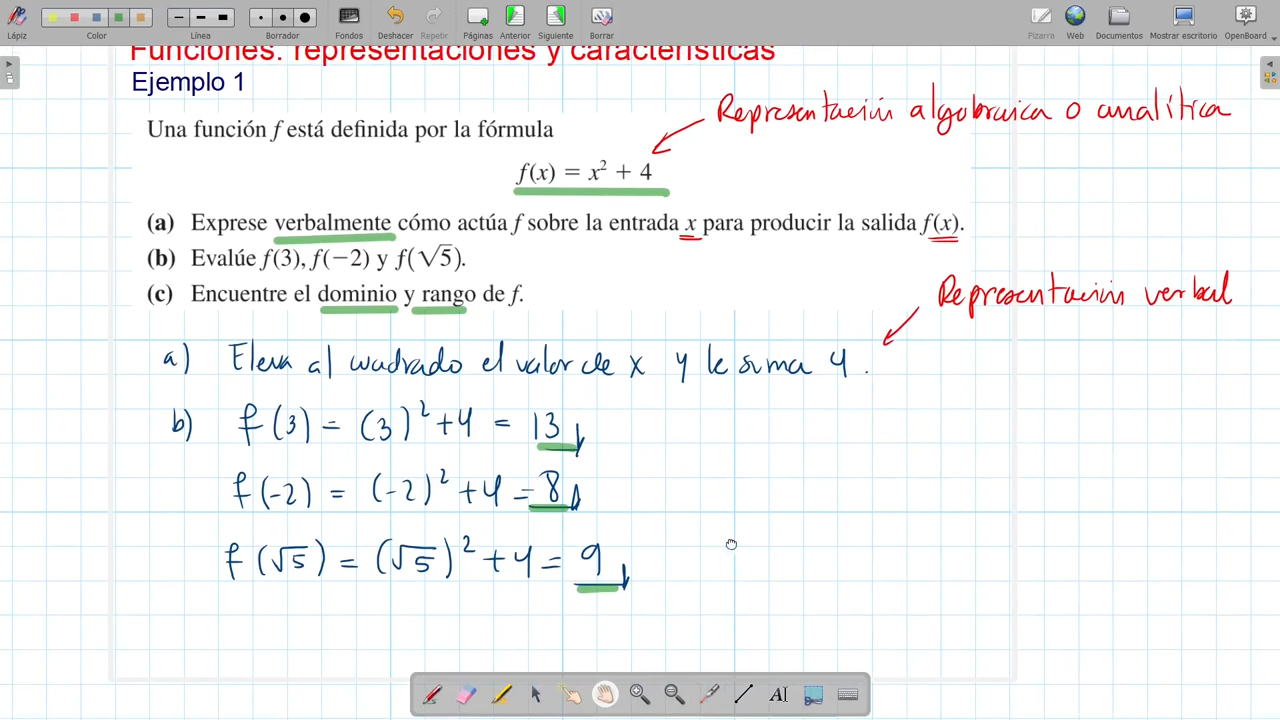 Lápiz Color Línea Borrador Fondos Deshacer Repetir Páginas Anterior Siguiente Borrar Pizarra Web Documentos Mostrar escritorio OpenBoard
Funciones: representaciones y características
Ejemplo 1
Representación algebraica o analítica
Una función f está definida por la fórmula
f(x) = x² + 4
(a) Exprese verbalmente cómo actúa f sobre la entrada x para producir la salida f(x).
(b) Evalúe f(3), f(−2) y f(√5).
(c) Encuentre el dominio y rango de f.
Representación verbal
a) Eleva al cuadrado el valor de x y le suma 4.
b) f(3) = (3)² + 4 = 13
f(-2) = (-2)² + 4 = 8
f(√5) = (√5)² + 4 = 9
AI